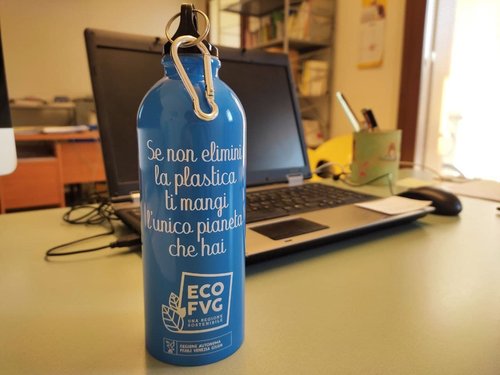 Se non elimini
la plastica
ti mangi
l'unico pianeta
che hai
ECO
FVG
UNA REGIONE
SOSTENIBILE
REGIONE AUTONOMA
FRIULI VENEZIA GIULIA